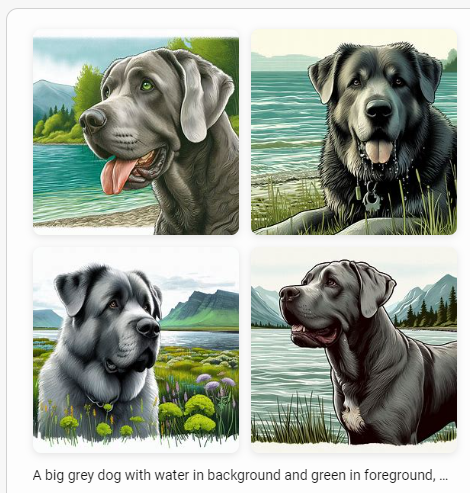 A big grey dog with water in background and green in foreground, ...